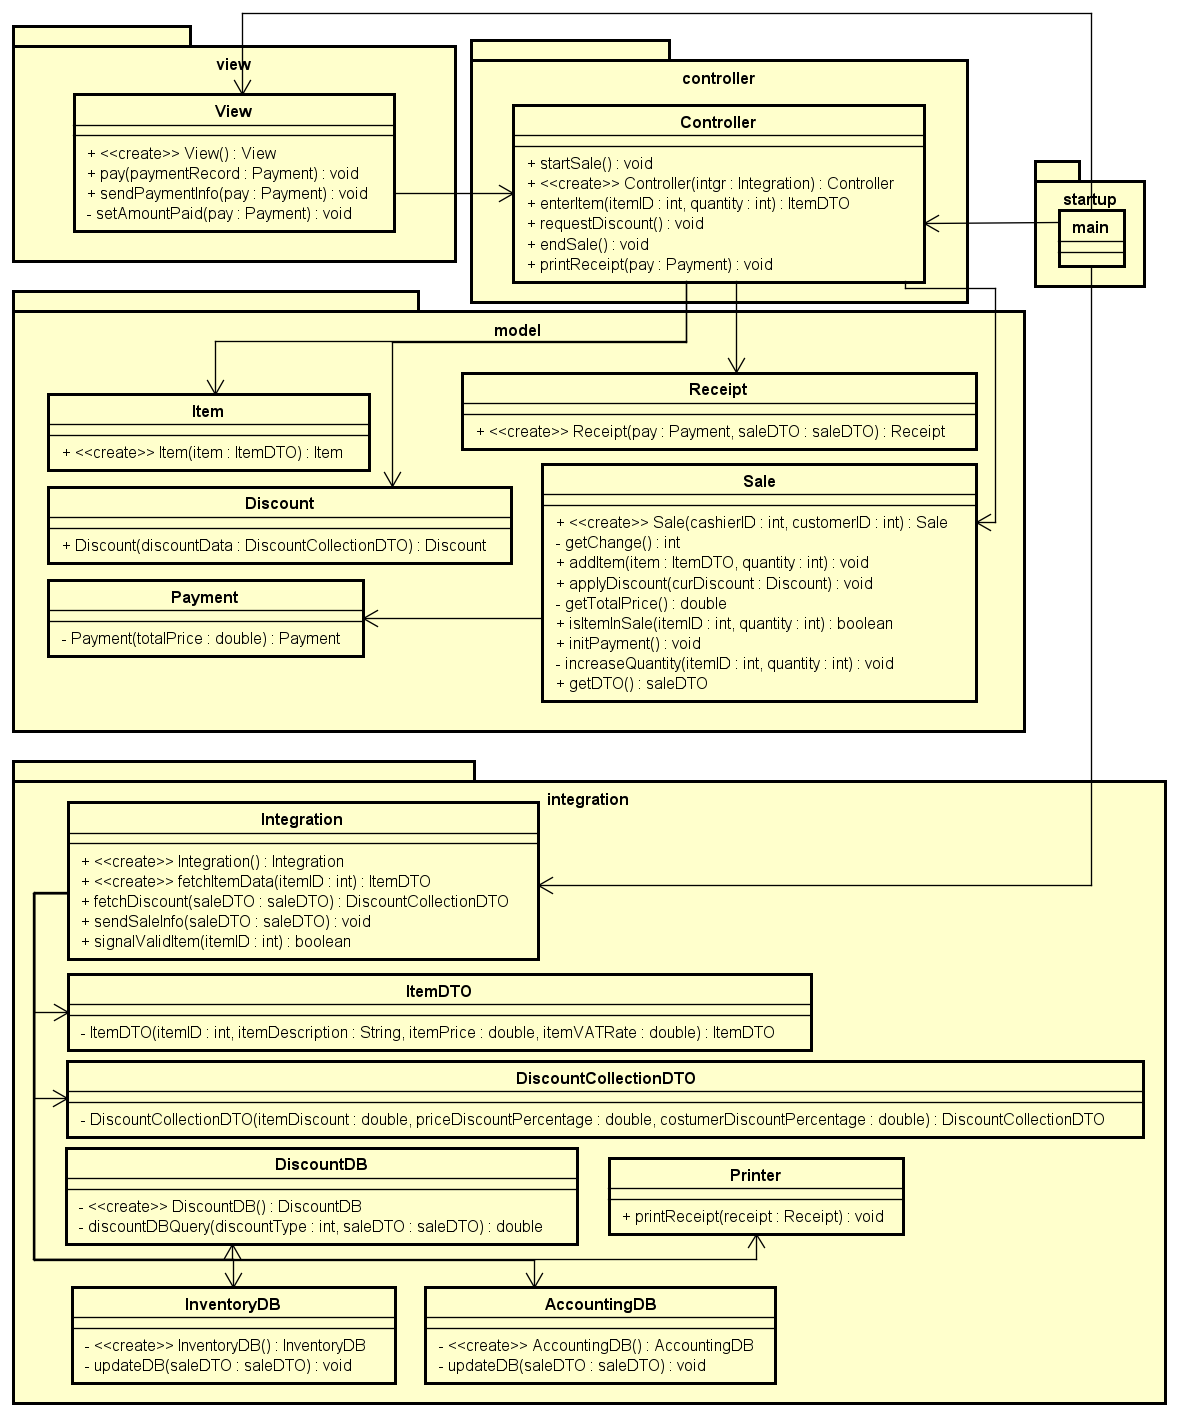 view
View
+ <<create>> View() : View
+ pay(paymentRecord : Payment) : void
+ sendPaymentInfo(pay : Payment) : void
- setAmountPaid(pay : Payment) : void
controller
Controller
+ startSale() : void
+ <<create>> Controller(intgr : Integration) : Controller
+ enterItem(itemID : int, quantity : int) : ItemDTO
+ requestDiscount() : void
+ endSale() : void
+ printReceipt(pay : Payment) : void
startup
main
model
Item
+ <<create>> Item(item : ItemDTO) : Item
Receipt
+ <<create>> Receipt(pay : Payment, saleDTO : saleDTO) : Receipt
Discount
+ Discount(discountData : DiscountCollectionDTO) : Discount
Sale
+ <<create>> Sale(cashierID : int, customerID : int) : Sale
- getChange() : int
+ addItem(item : ItemDTO, quantity : int) : void
+ applyDiscount(curDiscount : Discount) : void
- getTotalPrice() : double
+ isItemInSale(itemID : int, quantity : int) : boolean
+ initPayment() : void
- increaseQuantity(itemID : int, quantity : int) : void
+ getDTO() : saleDTO
Payment
- Payment(totalPrice : double) : Payment
integration
Integration
+ <<create>> Integration() : Integration
+ <<create>> fetchItemData(itemID : int) : ItemDTO
+ fetchDiscount(saleDTO : saleDTO) : DiscountCollectionDTO
+ sendSaleInfo(saleDTO : saleDTO) : void
+ signalValidItem(itemID : int) : boolean
ItemDTO
- ItemDTO(itemID : int, itemDescription : String, itemPrice : double, itemVATRate : double) : ItemDTO
DiscountCollectionDTO
- DiscountCollectionDTO(itemDiscount : double, priceDiscountPercentage : double, costumerDiscountPercentage : double) : DiscountCollectionDTO
DiscountDB
- <<create>> DiscountDB() : DiscountDB
- discountDBQuery(discountType : int, saleDTO : saleDTO) : double
Printer
+ printReceipt(receipt : Receipt) : void
InventoryDB
- <<create>> InventoryDB() : InventoryDB
- updateDB(saleDTO : saleDTO) : void
AccountingDB
- <<create>> AccountingDB() : AccountingDB
- updateDB(saleDTO : saleDTO) : void